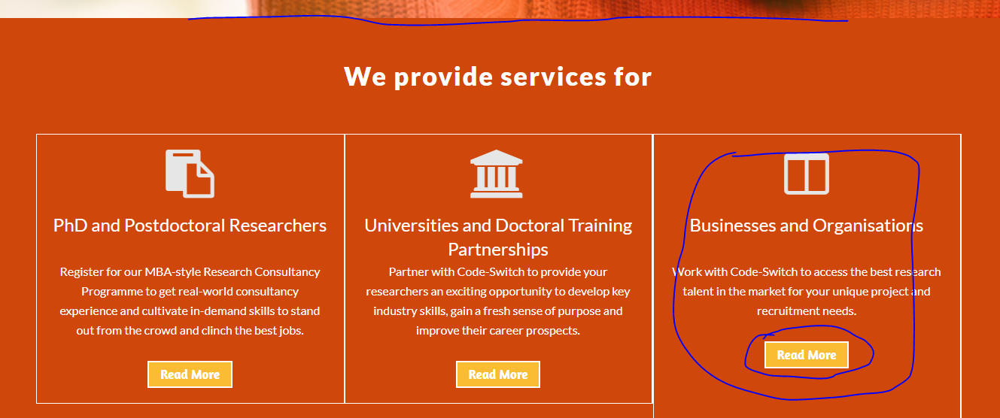 We provide services for
PhD and Postdoctoral Researchers
Register for our MBA-style Research Consultancy
Programme to get real-world consultancy
experience and cultivate in-demand skills to stand
out from the crowd and clinch the best jobs.
Read More
Universities and Doctoral Training
Partnerships
Partner with Code-Switch to provide your
researchers an exciting opportunity to develop key
industry skills, gain a fresh sense of purpose and
improve their career prospects.
Read More
Businesses and Organisations
Work with Code-Switch to access the best research
talent in the market for your unique project and
recruitment needs.
Read More